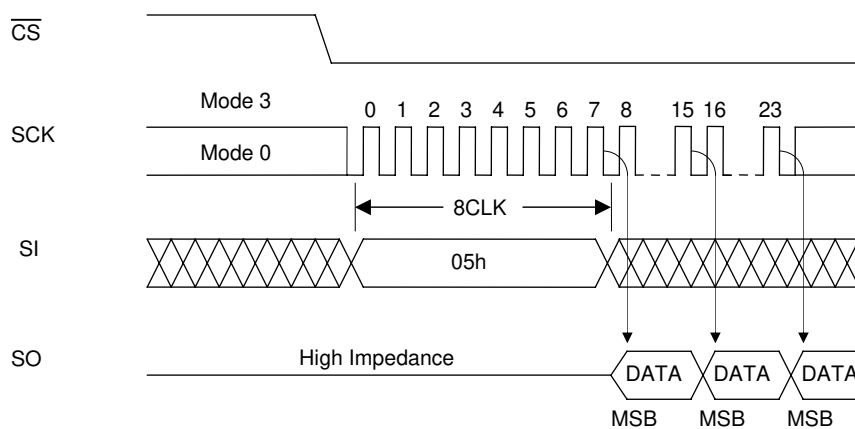 C̅S̅
Mode 3
0 1 2 3 4 5 6 7 8 15 16 23
SCK
Mode 0
8CLK
SI
05h
SO
High Impedance
DATA DATA DATA
MSB MSB MSB